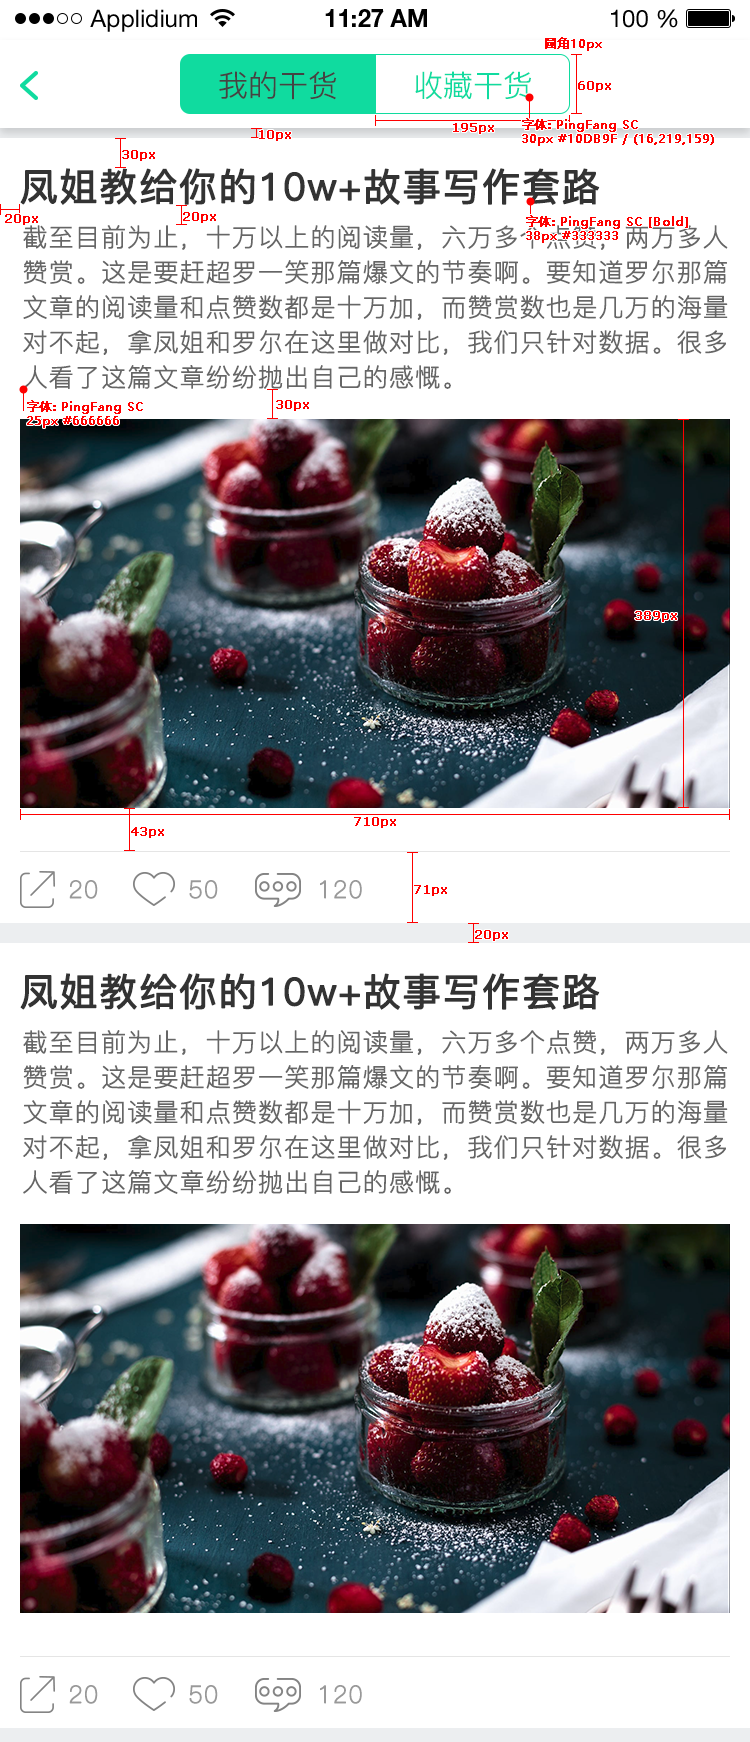 Applidium 11:27 AM 100 %
圆角10px
我的干货 收藏干货
60px
195px
字体: PingFang SC
30px #10DB9F / (16,219,159)
10px
30px
凤姐教给你的10w+故事写作套路
20px
20px
字体: PingFang SC [Bold]
38px #333333
截至目前为止，十万以上的阅读量，六万多个点赞，两万多人
赞赏。这是要赶超罗一笑那篇爆文的节奏啊。要知道罗尔那篇
文章的阅读量和点赞数都是十万加，而赞赏数也是几万的海量
对不起，拿凤姐和罗尔在这里做对比，我们只针对数据。很多
人看了这篇文章纷纷抛出自己的感慨。
字体: PingFang SC
25px #666666
30px
389px
710px
43px
20 50 120
71px
20px
凤姐教给你的10w+故事写作套路
截至目前为止，十万以上的阅读量，六万多个点赞，两万多人
赞赏。这是要赶超罗一笑那篇爆文的节奏啊。要知道罗尔那篇
文章的阅读量和点赞数都是十万加，而赞赏数也是几万的海量
对不起，拿凤姐和罗尔在这里做对比，我们只针对数据。很多
人看了这篇文章纷纷抛出自己的感慨。
20 50 120